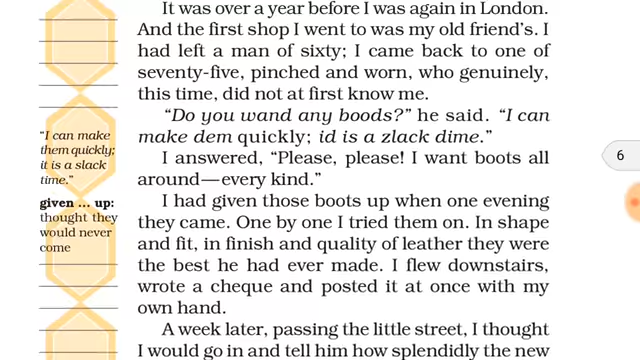 It was over a year before I was again in London.
And the first shop I went to was my old friend's. I
had left a man of sixty; I came back to one of
seventy-five, pinched and worn, who genuinely,
this time, did not at first know me.
"Do you wand any boods?" he said. "I can
make dem quickly; id is a zlack dime."
I answered, "Please, please! I want boots all
around—every kind."
I had given those boots up when one evening
they came. One by one I tried them on. In shape
and fit, in finish and quality of leather they were
the best he had ever made. I flew downstairs,
wrote a cheque and posted it at once with my
own hand.
A week later, passing the little street, I thought
I would go in and tell him how splendidly the new
"I can make
them quickly;
it is a slack
time."
given ... up:
thought they
would never
come
6